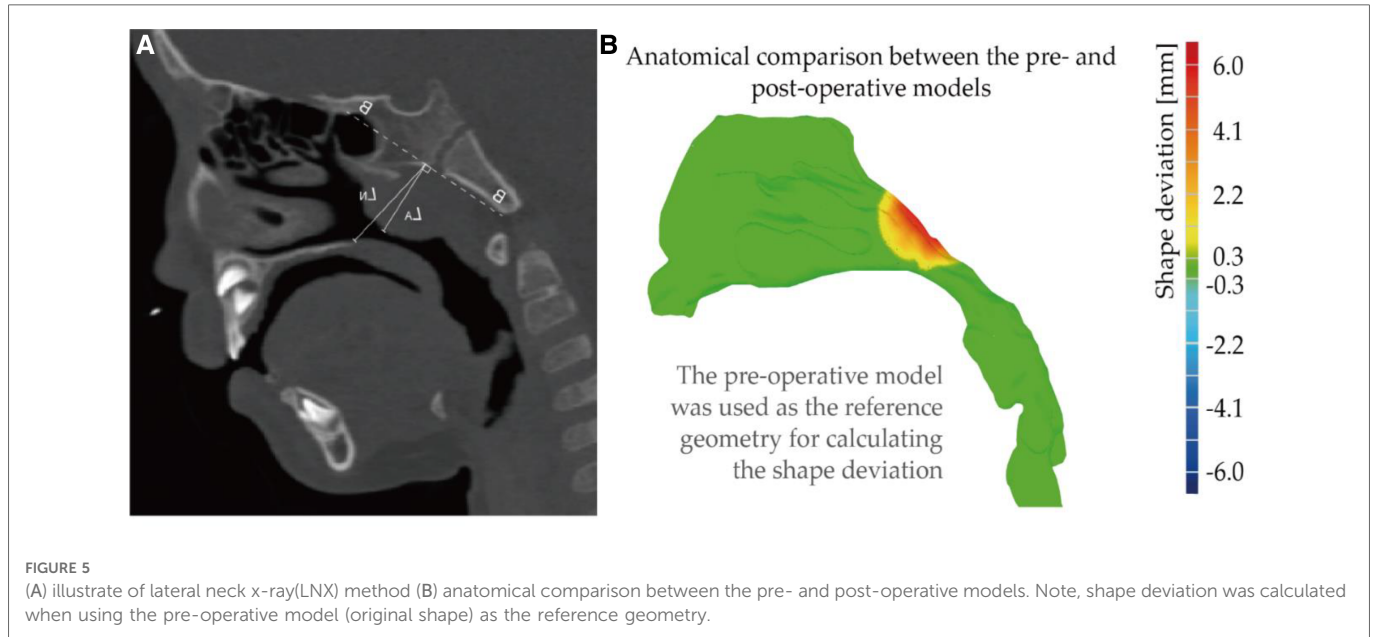 A
B
B
LN
LA
B
Anatomical comparison between the pre- and
post-operative models
The pre-operative model
was used as the reference
geometry for calculating
the shape deviation
Shape deviation [mm]
6.0
4.1
2.2
0.3
-0.3
-2.2
-4.1
-6.0
FIGURE 5
(A) illustrate of lateral neck x-ray(LNX) method (B) anatomical comparison between the pre- and post-operative models. Note, shape deviation was calculated
when using the pre-operative model (original shape) as the reference geometry.